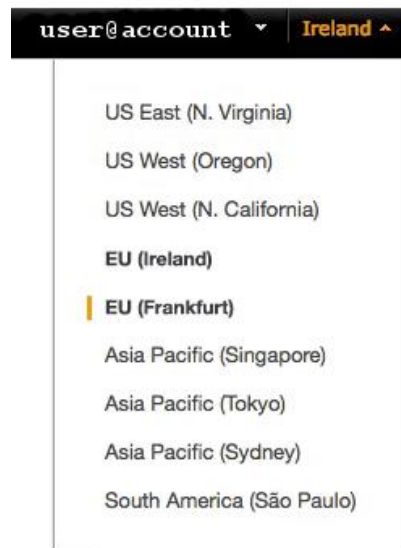 user@account Ireland
US East (N. Virginia)
US West (Oregon)
US West (N. California)
EU (Ireland)
EU (Frankfurt)
Asia Pacific (Singapore)
Asia Pacific (Tokyo)
Asia Pacific (Sydney)
South America (São Paulo)